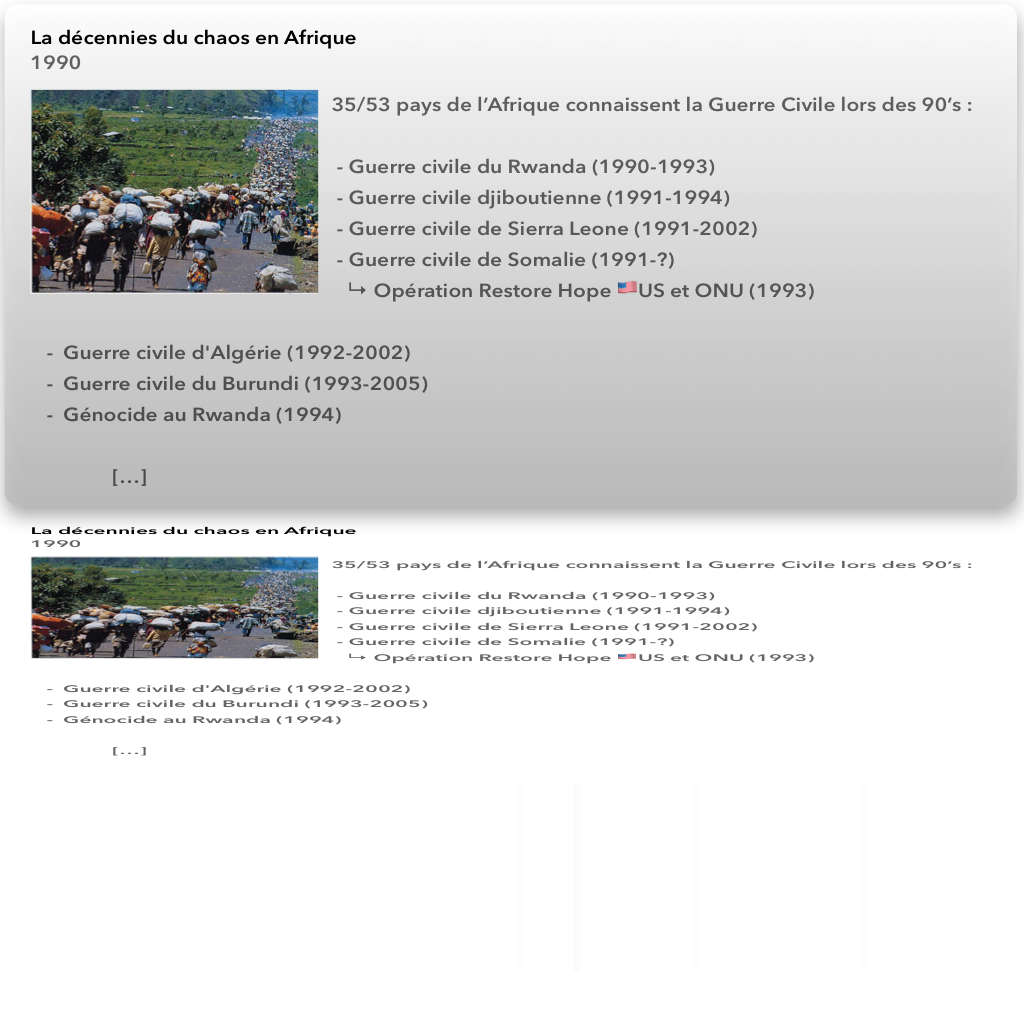 La décennies du chaos en Afrique
1990
35/53 pays de l’Afrique connaissent la Guerre Civile lors des 90’s :
- Guerre civile du Rwanda (1990-1993)
- Guerre civile djiboutienne (1991-1994)
- Guerre civile de Sierra Leone (1991-2002)
- Guerre civile de Somalie (1991-?)
↳ Opération Restore Hope 🇺🇸US et ONU (1993)
- Guerre civile d'Algérie (1992-2002)
- Guerre civile du Burundi (1993-2005)
- Génocide au Rwanda (1994)
[…]
La décennies du chaos en Afrique
1990
35/53 pays de l’Afrique connaissent la Guerre Civile lors des 90’s :
- Guerre civile du Rwanda (1990-1993)
- Guerre civile djiboutienne (1991-1994)
- Guerre civile de Sierra Leone (1991-2002)
- Guerre civile de Somalie (1991-?)
↳ Opération Restore Hope 🇺🇸US et ONU (1993)
- Guerre civile d'Algérie (1992-2002)
- Guerre civile du Burundi (1993-2005)
- Génocide au Rwanda (1994)
[…]